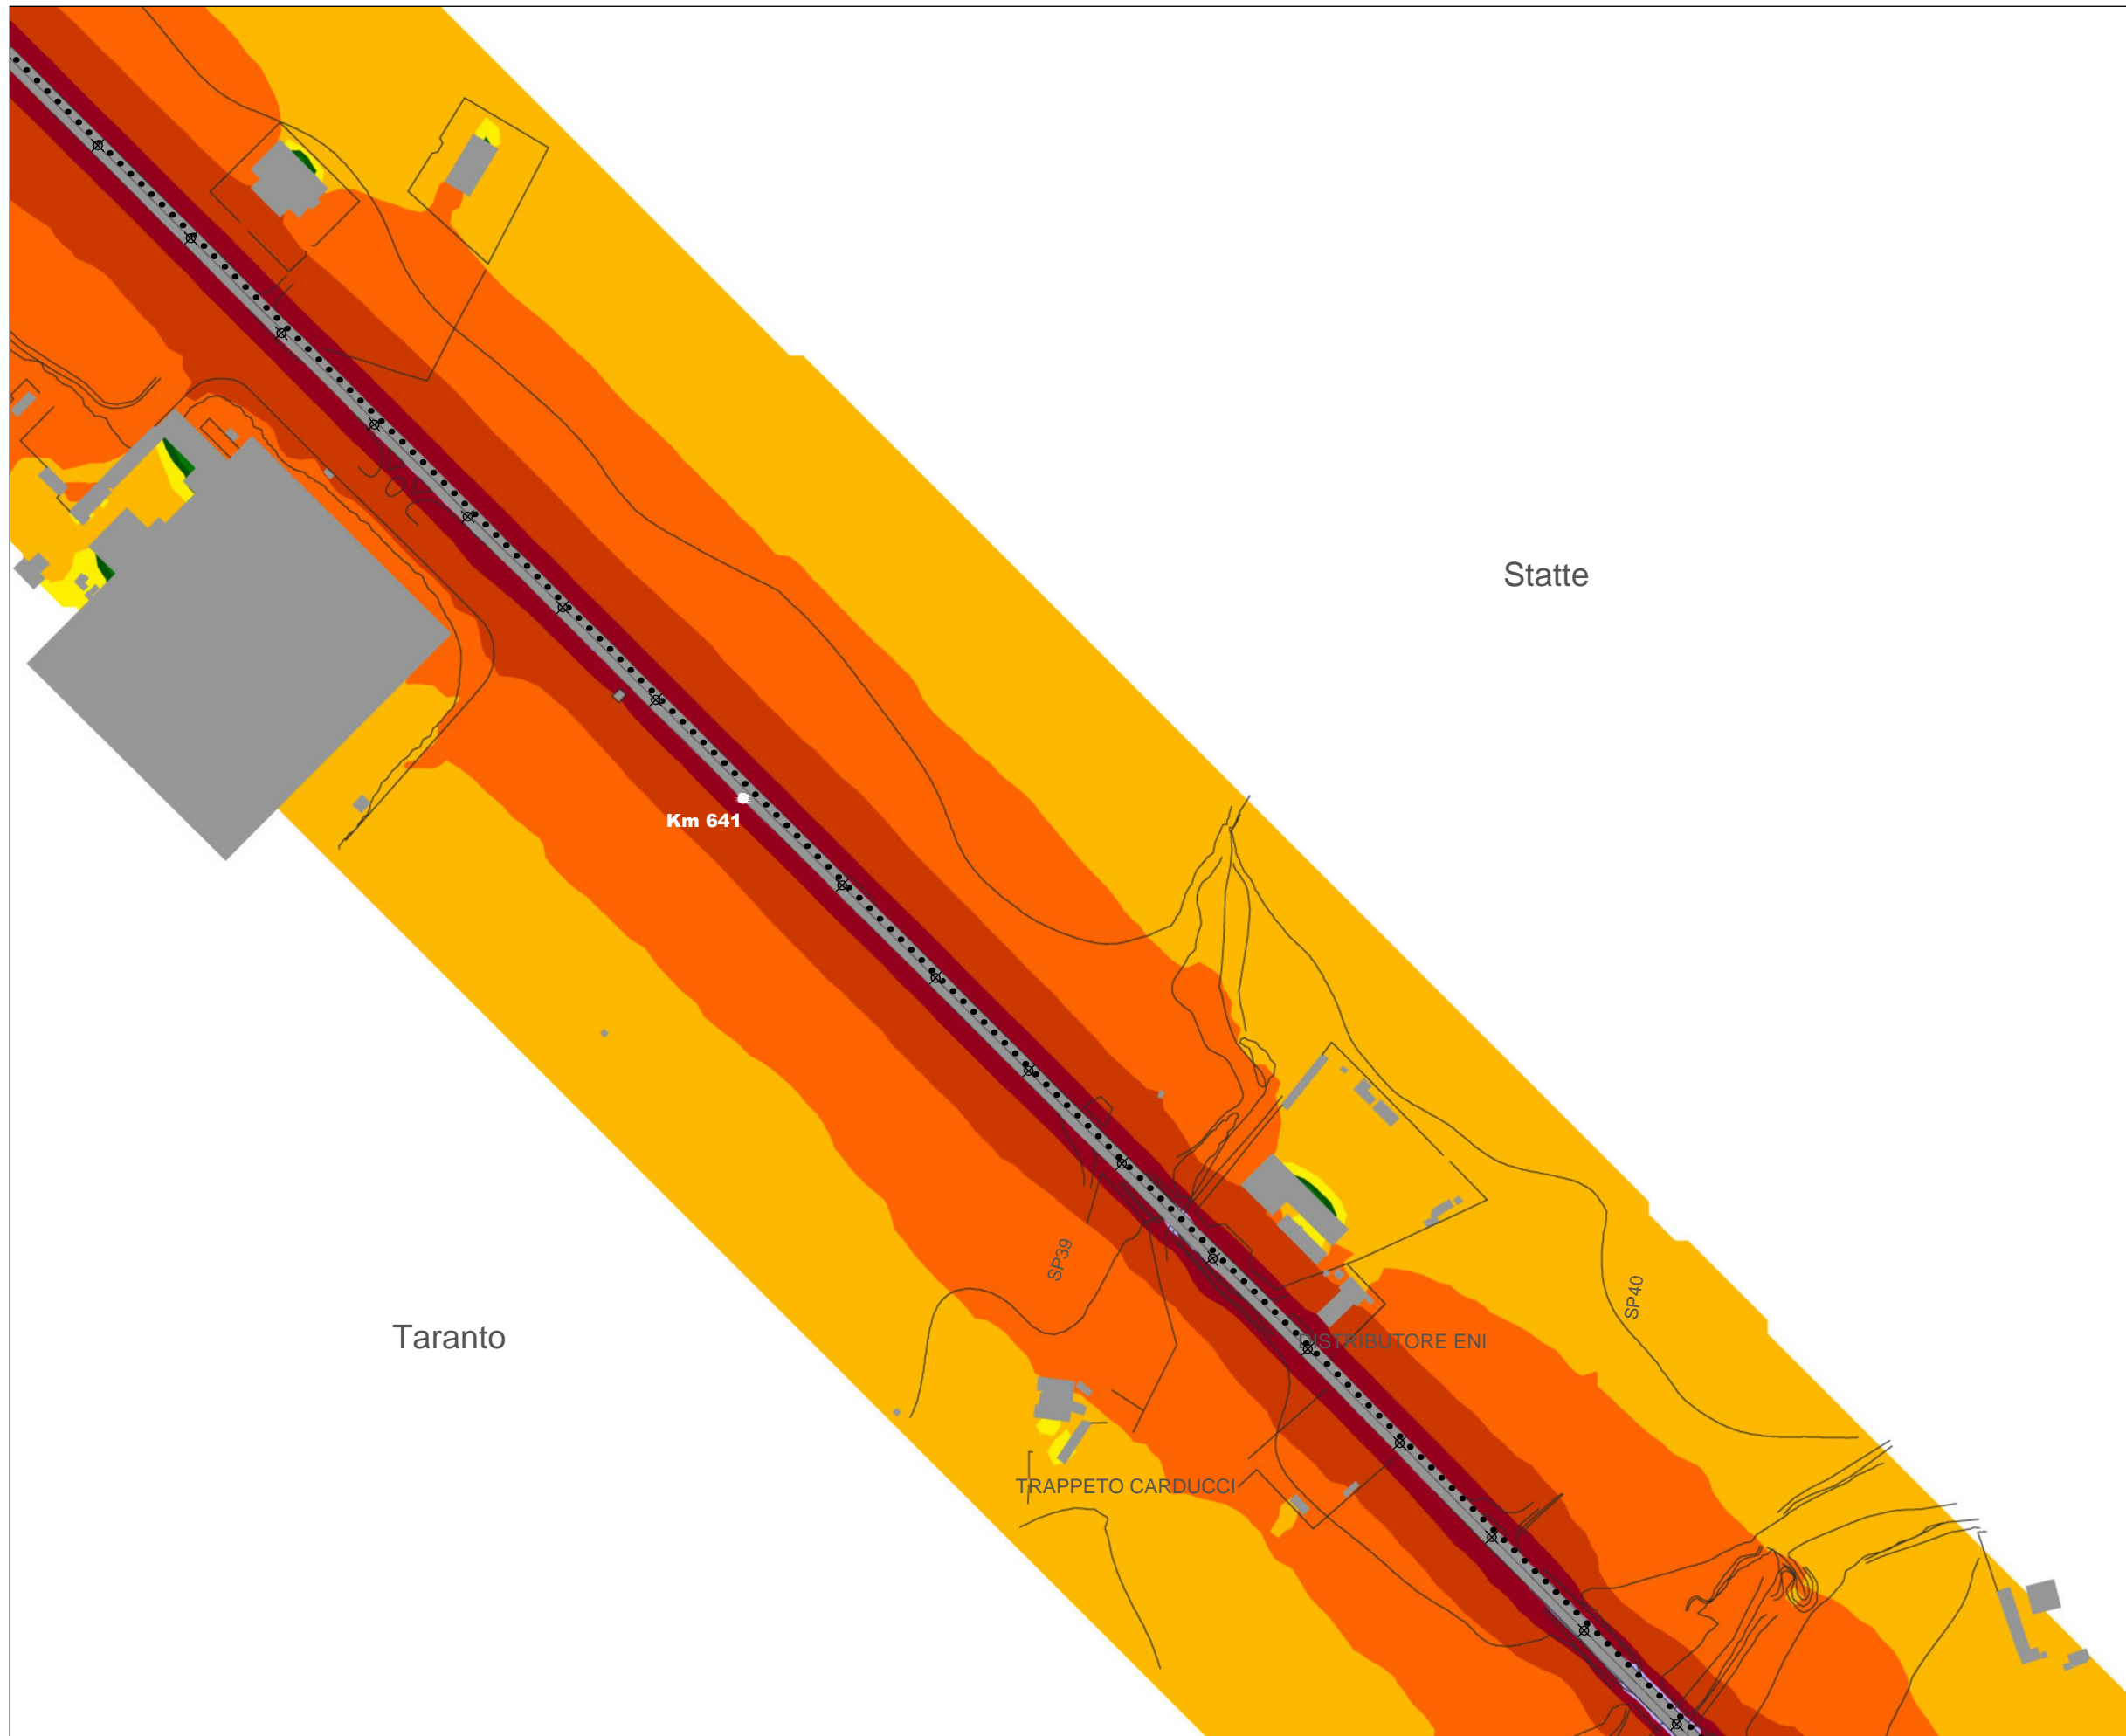 Statte
Km 641
SP39
SP40
Taranto
DISTRIBUTORE ENI
TRAPPETO CARDUCCI